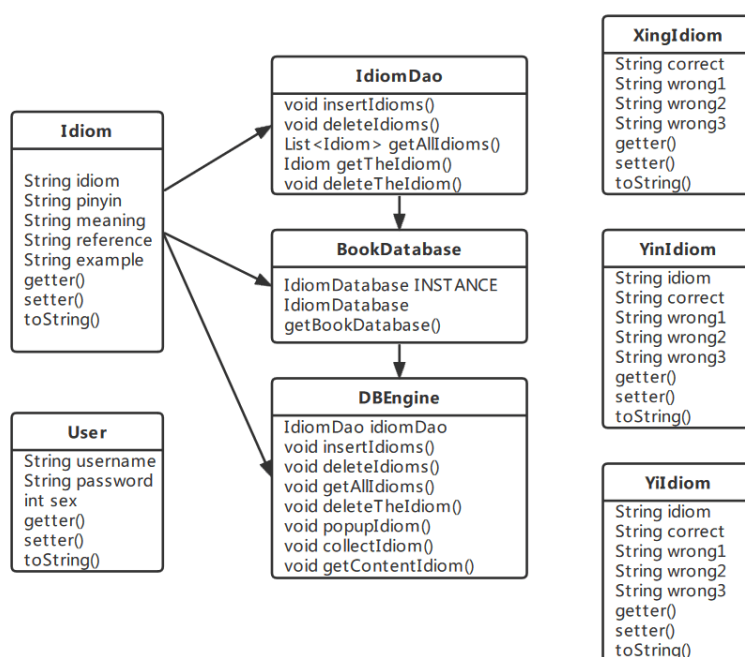 Idiom
String idiom
String pinyin
String meaning
String reference
String example
getter()
setter()
toString()
User
String username
String password
int sex
getter()
setter()
toString()
IdiomDao
void insertIdioms()
void deleteIdioms()
List<Idiom> getAllIdioms()
Idiom getTheIdiom()
void deleteTheIdiom()
BookDatabase
IdiomDatabase INSTANCE
IdiomDatabase
getBookDatabase()
DBEngine
IdiomDao idiomDao
void insertIdioms()
void deleteIdioms()
void getAllIdioms()
void deleteTheIdiom()
void popupIdiom()
void collectIdiom()
void getContentIdiom()
XingIdiom
String correct
String wrong1
String wrong2
String wrong3
getter()
setter()
toString()
YinIdiom
String idiom
String correct
String wrong1
String wrong2
String wrong3
getter()
setter()
toString()
YiIdiom
String idiom
String correct
String wrong1
String wrong2
String wrong3
getter()
setter()
toString()